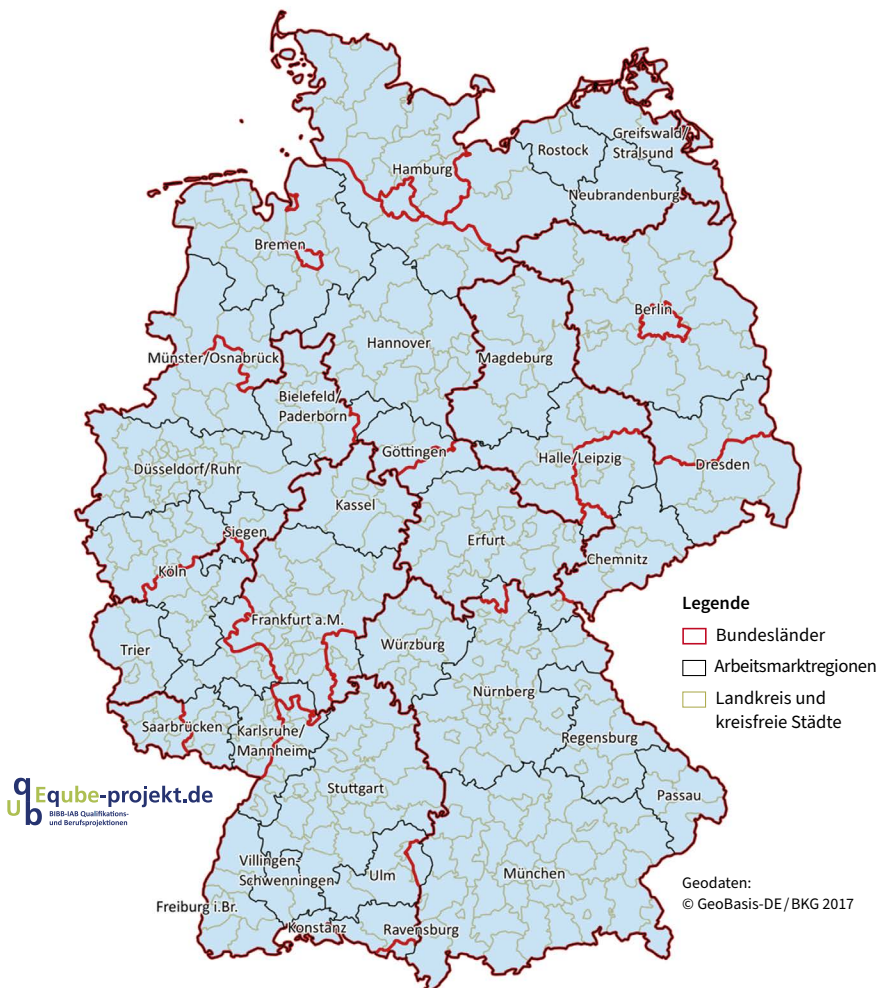 Hamburg
Rostock
Greifswald/
Stralsund
Neubrandenburg
Bremen
Berlin
Hannover
Münster/Osnabrück
Magdeburg
Bielefeld/
Paderborn
Göttingen
Halle/Leipzig
Düsseldorf/Ruhr
Dresden
Kassel
Siegen
Erfurt
Chemnitz
Köln
Frankfurt a.M.
Trier
Würzburg
Nürnberg
Saarbrücken
Karlsruhe/
Mannheim
Regensburg
Stuttgart
Passau
Villingen-
Schwenningen
Ulm
München
Freiburg i.Br.
Konstanz
Ravensburg
Legende
Bundesländer
Arbeitsmarktregionen
Landkreis und
kreisfreie Städte
qub Eqube-projekt.de
BIBB-IAB Qualifikations-
und Berufsprojektionen
Geodaten:
© GeoBasis-DE / BKG 2017